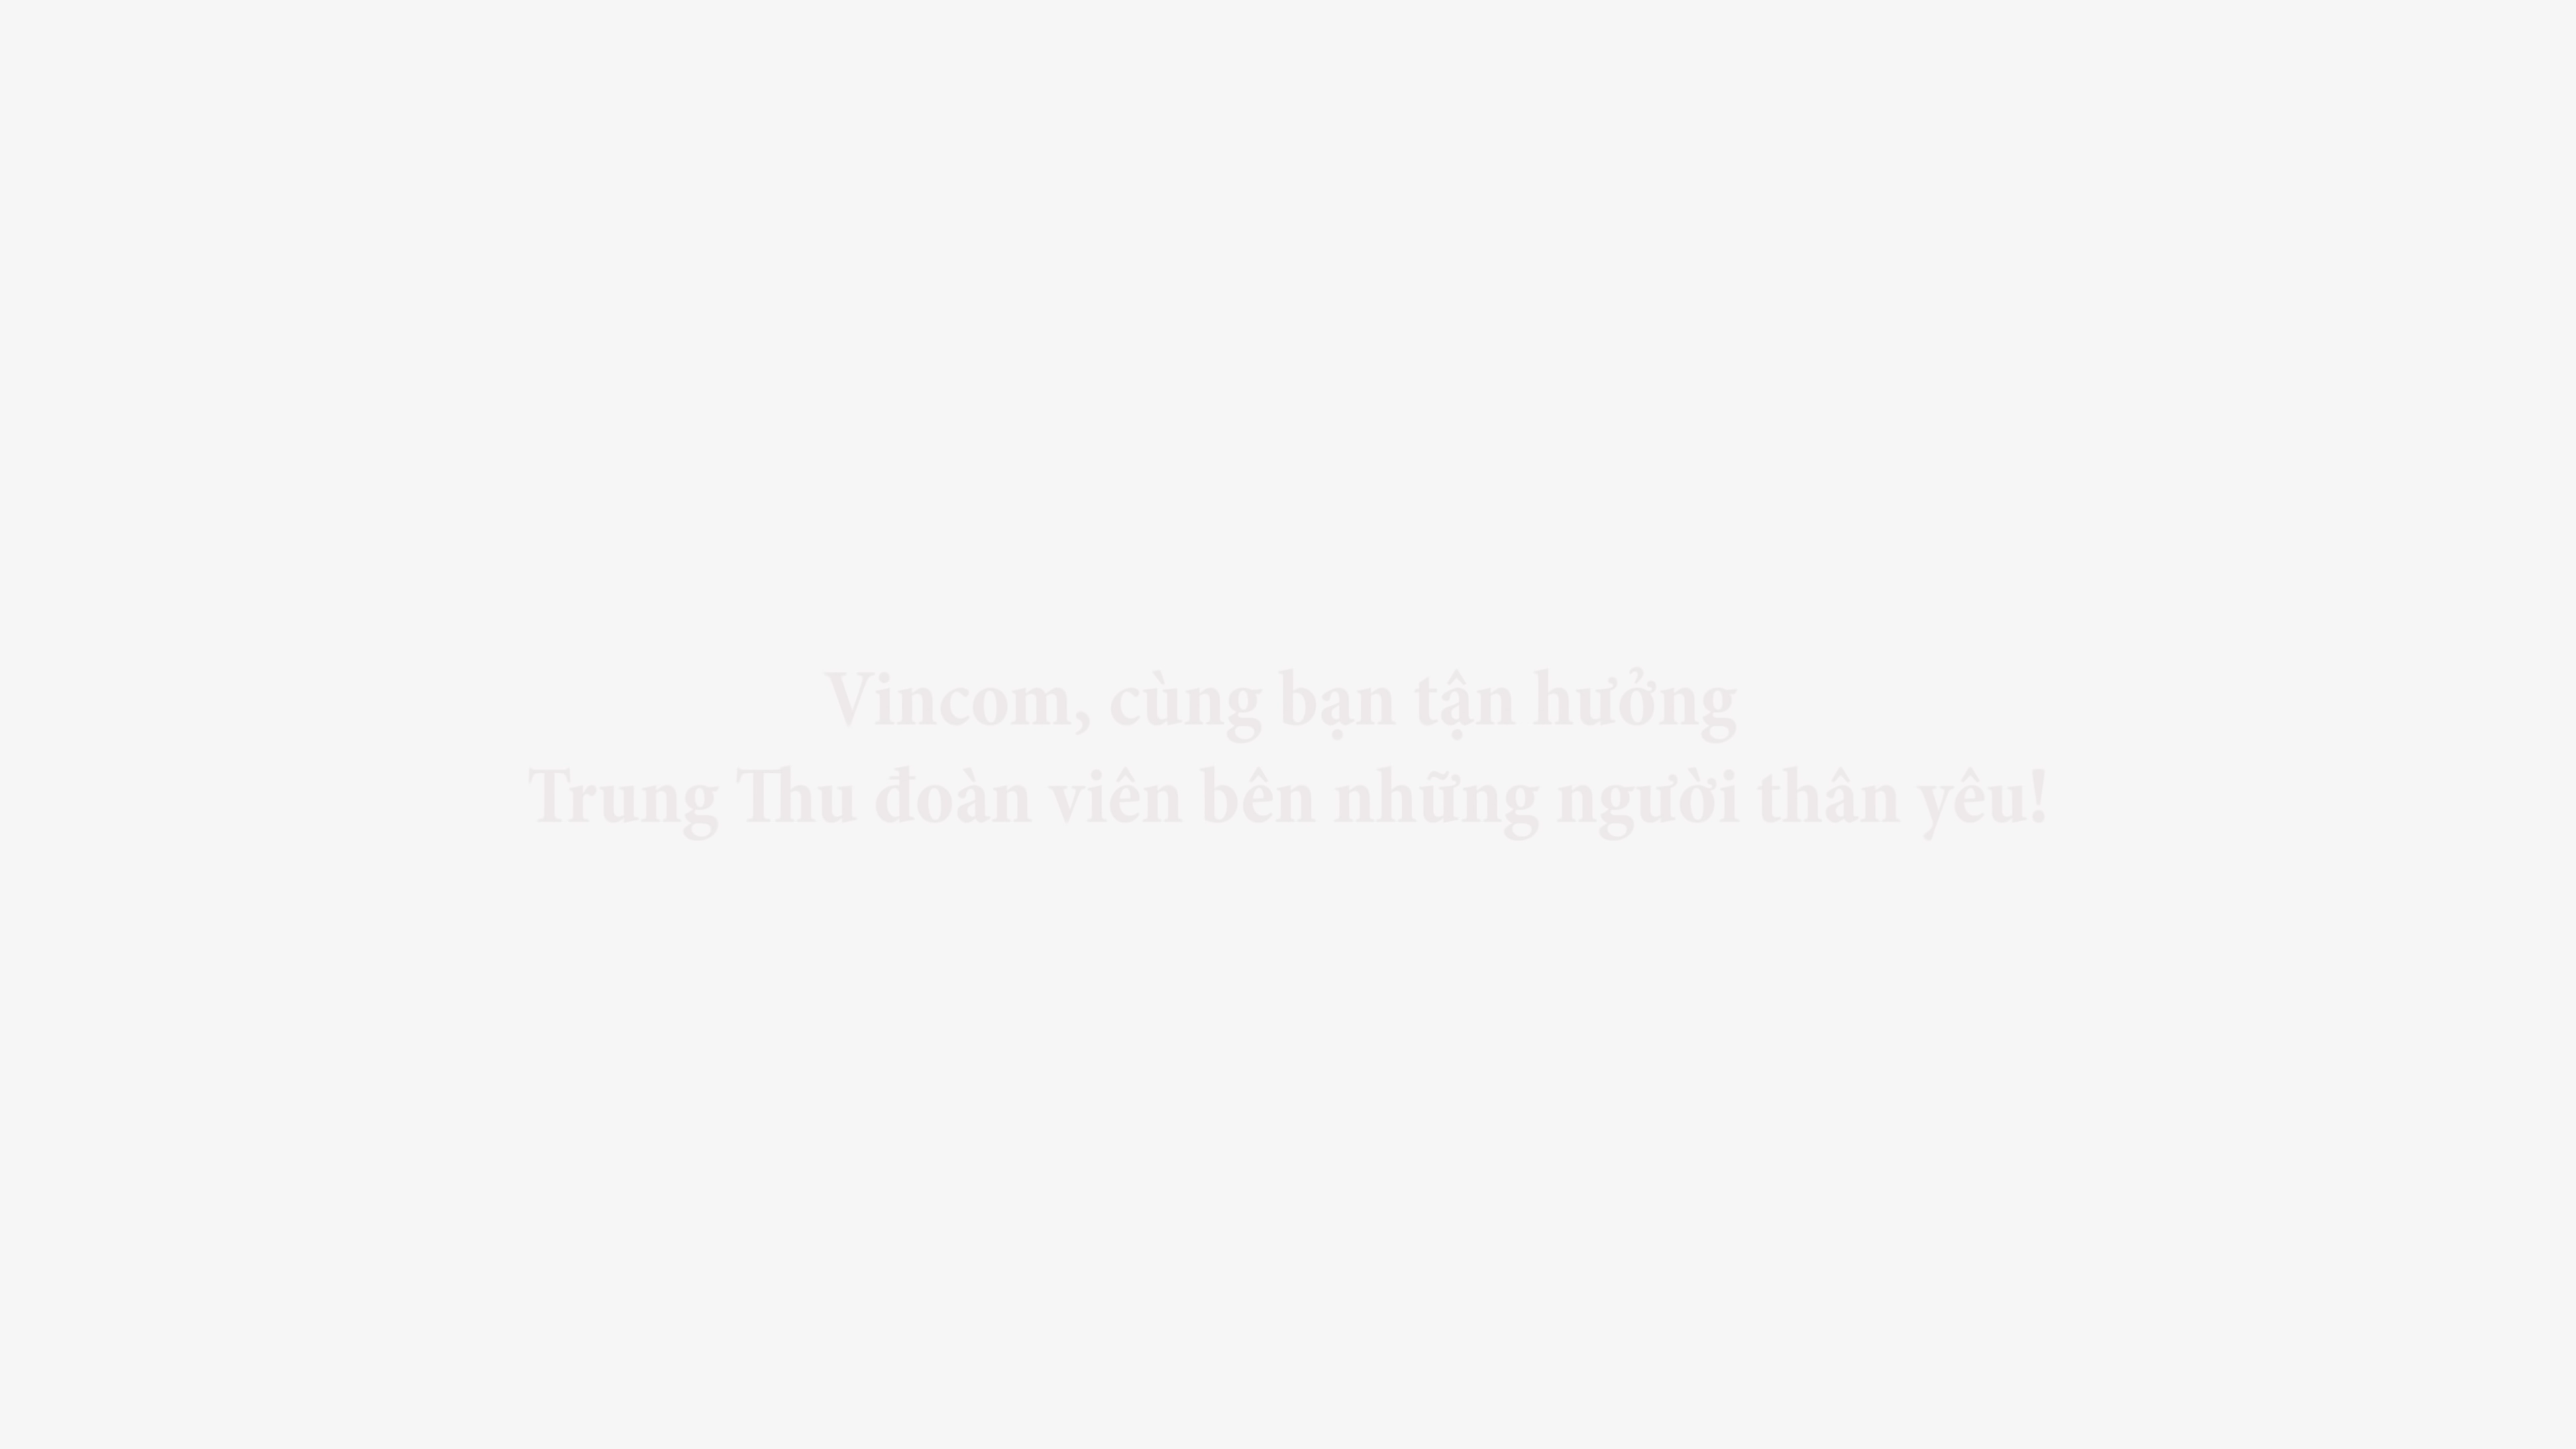 Vincom, cùng bạn tận hưởng
Trung Thu đoàn viên bên những người thân yêu!